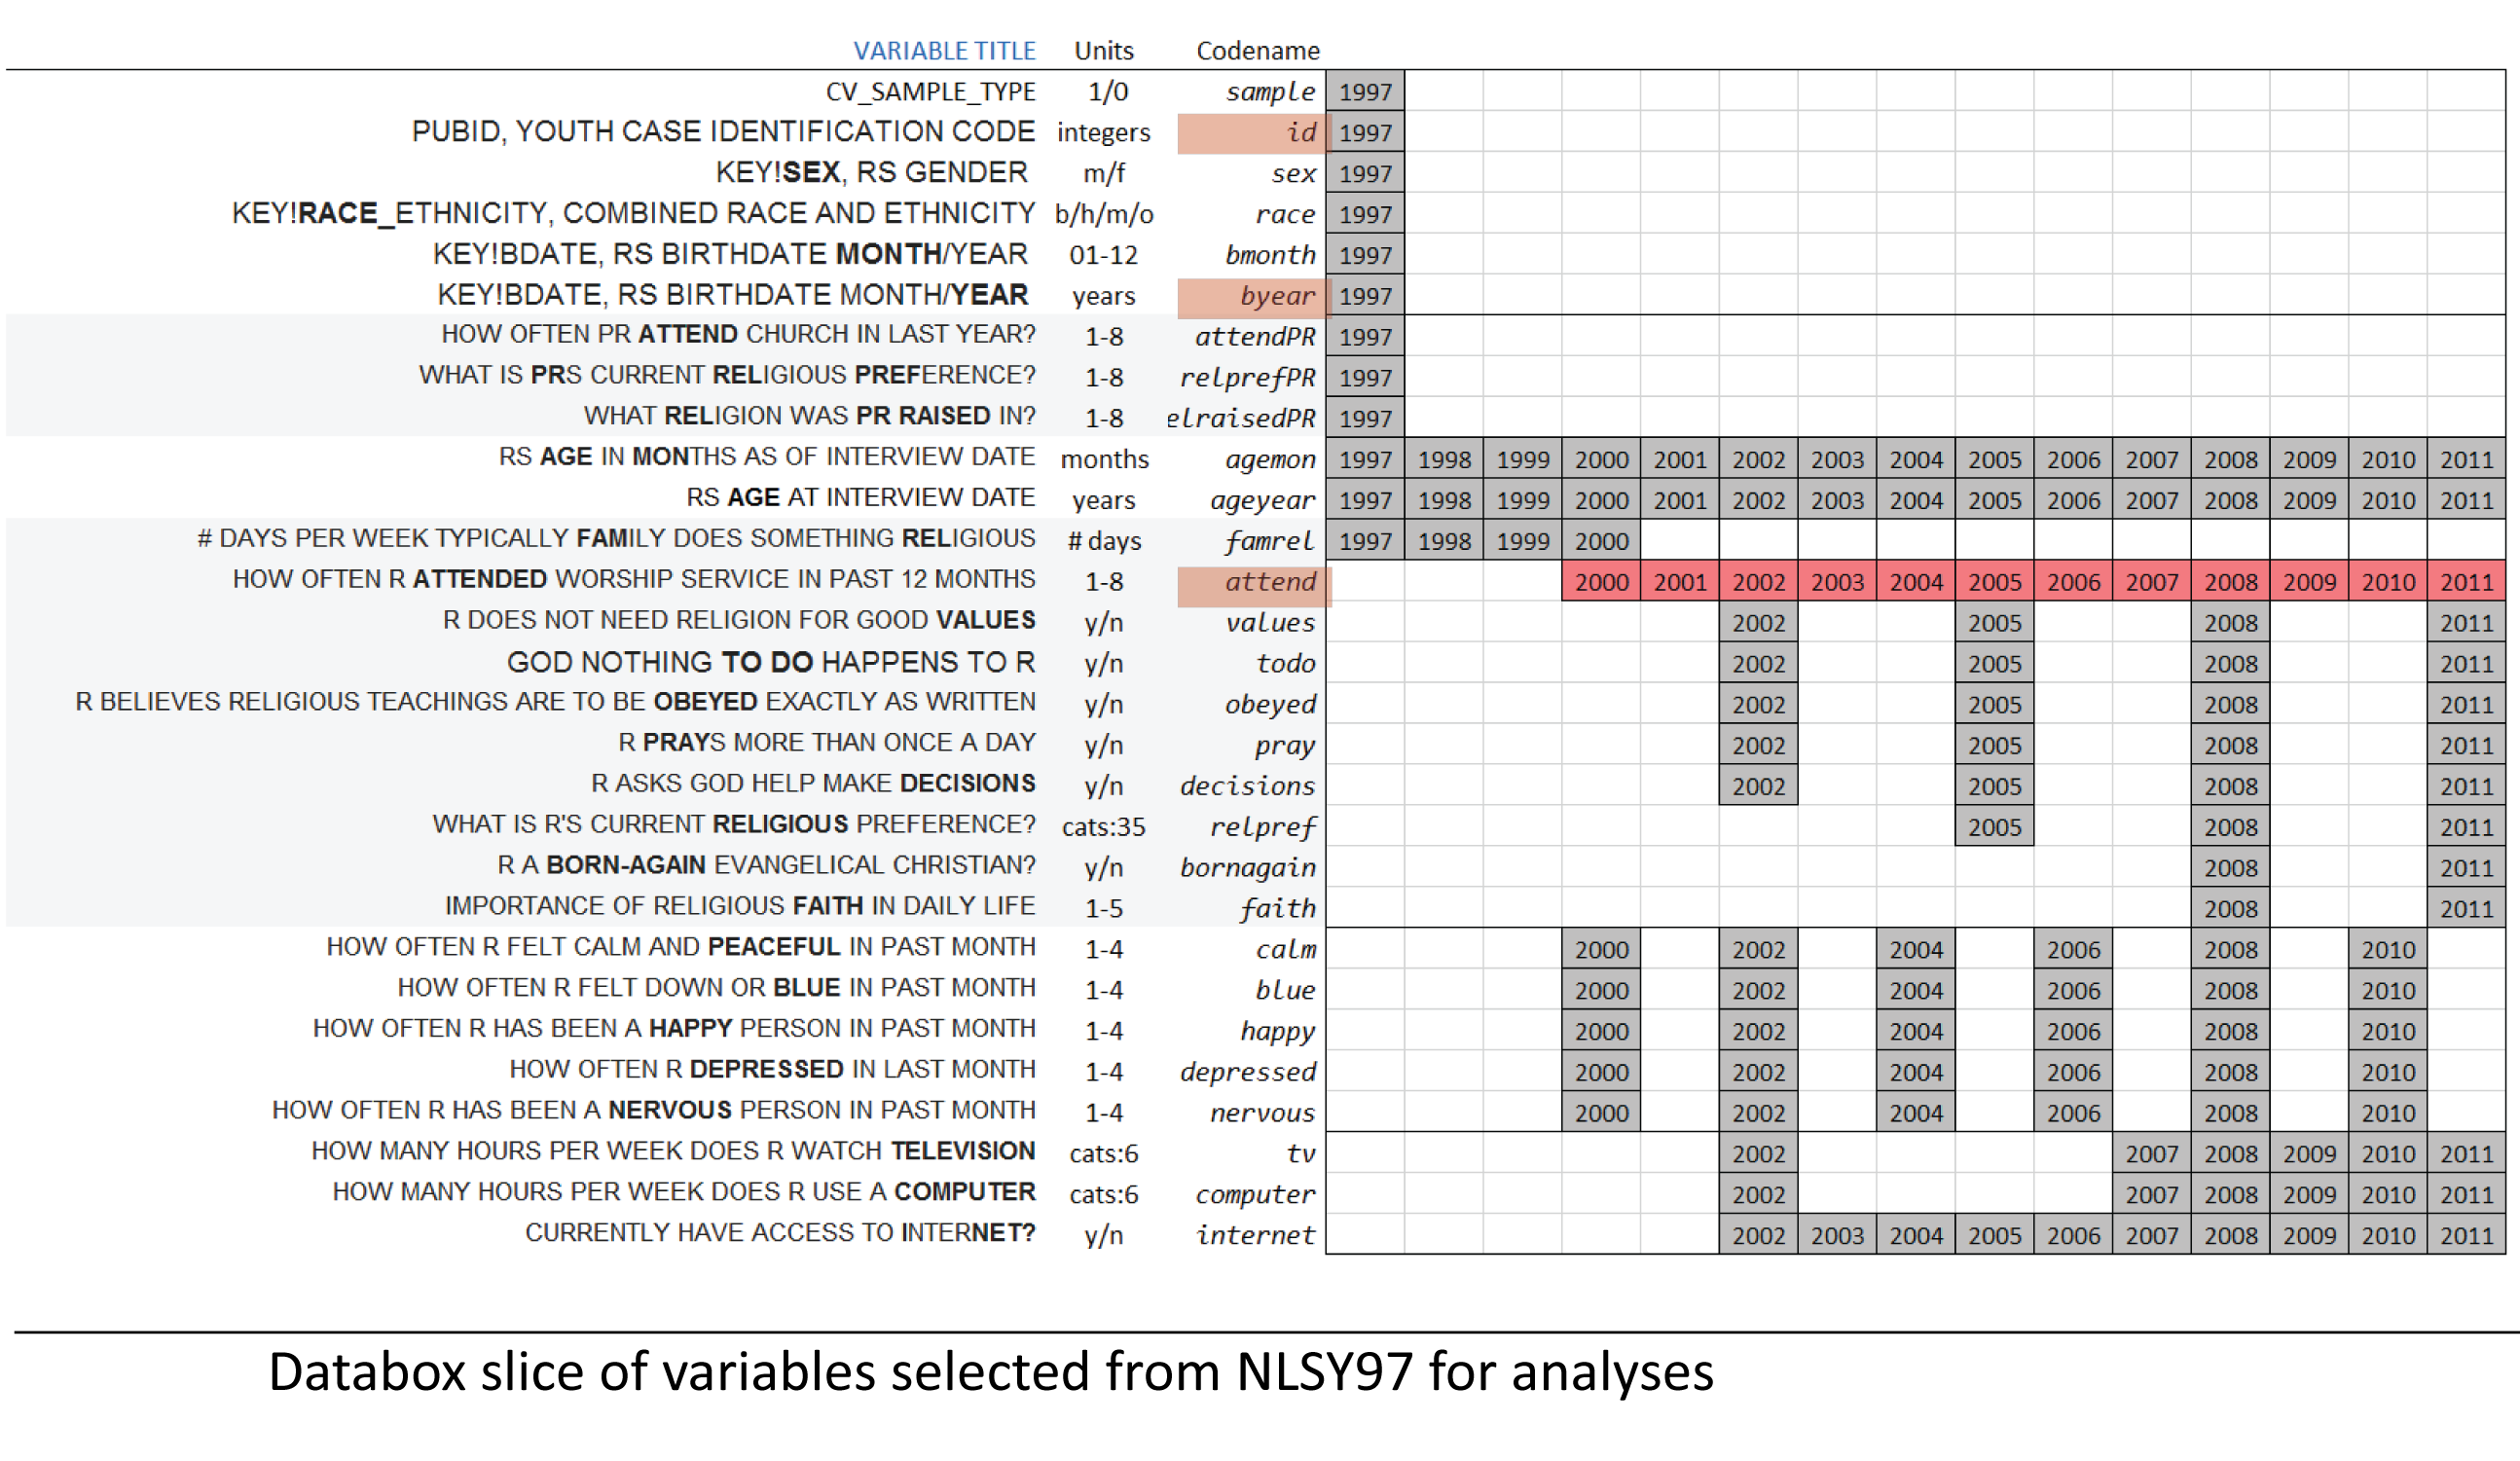 VARIABLE TITLE Units Codename
CV_SAMPLE_TYPE 1/0 sample 1997
PUBID, YOUTH CASE IDENTIFICATION CODE integers id 1997
KEY!SEX, RS GENDER m/f sex 1997
KEY!RACE_ETHNICITY, COMBINED RACE AND ETHNICITY b/h/m/o race 1997
KEY!BDATE, RS BIRTHDATE MONTH/YEAR 01-12 bmonth 1997
KEY!BDATE, RS BIRTHDATE MONTH/YEAR years byear 1997
HOW OFTEN PR ATTEND CHURCH IN LAST YEAR? 1-8 attendPR 1997
WHAT IS PRS CURRENT RELIGIOUS PREFERENCE? 1-8 relprefPR 1997
WHAT RELIGION WAS PR RAISED IN? 1-8 elraisedPR 1997
RS AGE IN MONTHS AS OF INTERVIEW DATE months agemon 1997 1998 1999 2000 2001 2002 2003 2004 2005 2006 2007 2008 2009 2010 2011
RS AGE AT INTERVIEW DATE years ageyear 1997 1998 1999 2000 2001 2002 2003 2004 2005 2006 2007 2008 2009 2010 2011
# DAYS PER WEEK TYPICALLY FAMILY DOES SOMETHING RELIGIOUS # days famrel 1997 1998 1999 2000
HOW OFTEN R ATTENDED WORSHIP SERVICE IN PAST 12 MONTHS 1-8 attend 2000 2001 2002 2003 2004 2005 2006 2007 2008 2009 2010 2011
R DOES NOT NEED RELIGION FOR GOOD VALUES y/n values 2002 2005 2008 2011
GOD NOTHING TO DO HAPPENS TO R y/n todo 2002 2005 2008 2011
R BELIEVES RELIGIOUS TEACHINGS ARE TO BE OBEYED EXACTLY AS WRITTEN y/n obeyed 2002 2005 2008 2011
R PRAYS MORE THAN ONCE A DAY y/n pray 2002 2005 2008 2011
R ASKS GOD HELP MAKE DECISIONS y/n decisions 2002 2005 2008 2011
WHAT IS R'S CURRENT RELIGIOUS PREFERENCE? cats:35 relpref 2005 2008 2011
R A BORN-AGAIN EVANGELICAL CHRISTIAN? y/n bornagain 2008 2011
IMPORTANCE OF RELIGIOUS FAITH IN DAILY LIFE 1-5 faith 2008 2011
HOW OFTEN R FELT CALM AND PEACEFUL IN PAST MONTH 1-4 calm 2000 2002 2004 2006 2008 2010
HOW OFTEN R FELT DOWN OR BLUE IN PAST MONTH 1-4 blue 2000 2002 2004 2006 2008 2010
HOW OFTEN R HAS BEEN A HAPPY PERSON IN PAST MONTH 1-4 happy 2000 2002 2004 2006 2008 2010
HOW OFTEN R DEPRESSED IN LAST MONTH 1-4 depressed 2000 2002 2004 2006 2008 2010
HOW OFTEN R HAS BEEN A NERVOUS PERSON IN PAST MONTH 1-4 nervous 2000 2002 2004 2006 2008 2010
HOW MANY HOURS PER WEEK DOES R WATCH TELEVISION cats:6 tv 2002 2007 2008 2009 2010 2011
HOW MANY HOURS PER WEEK DOES R USE A COMPUTER cats:6 computer 2002 2007 2008 2009 2010 2011
CURRENTLY HAVE ACCESS TO INTERNET? y/n internet 2002 2003 2004 2005 2006 2007 2008 2009 2010 2011
Databox slice of variables selected from NLSY97 for analyses